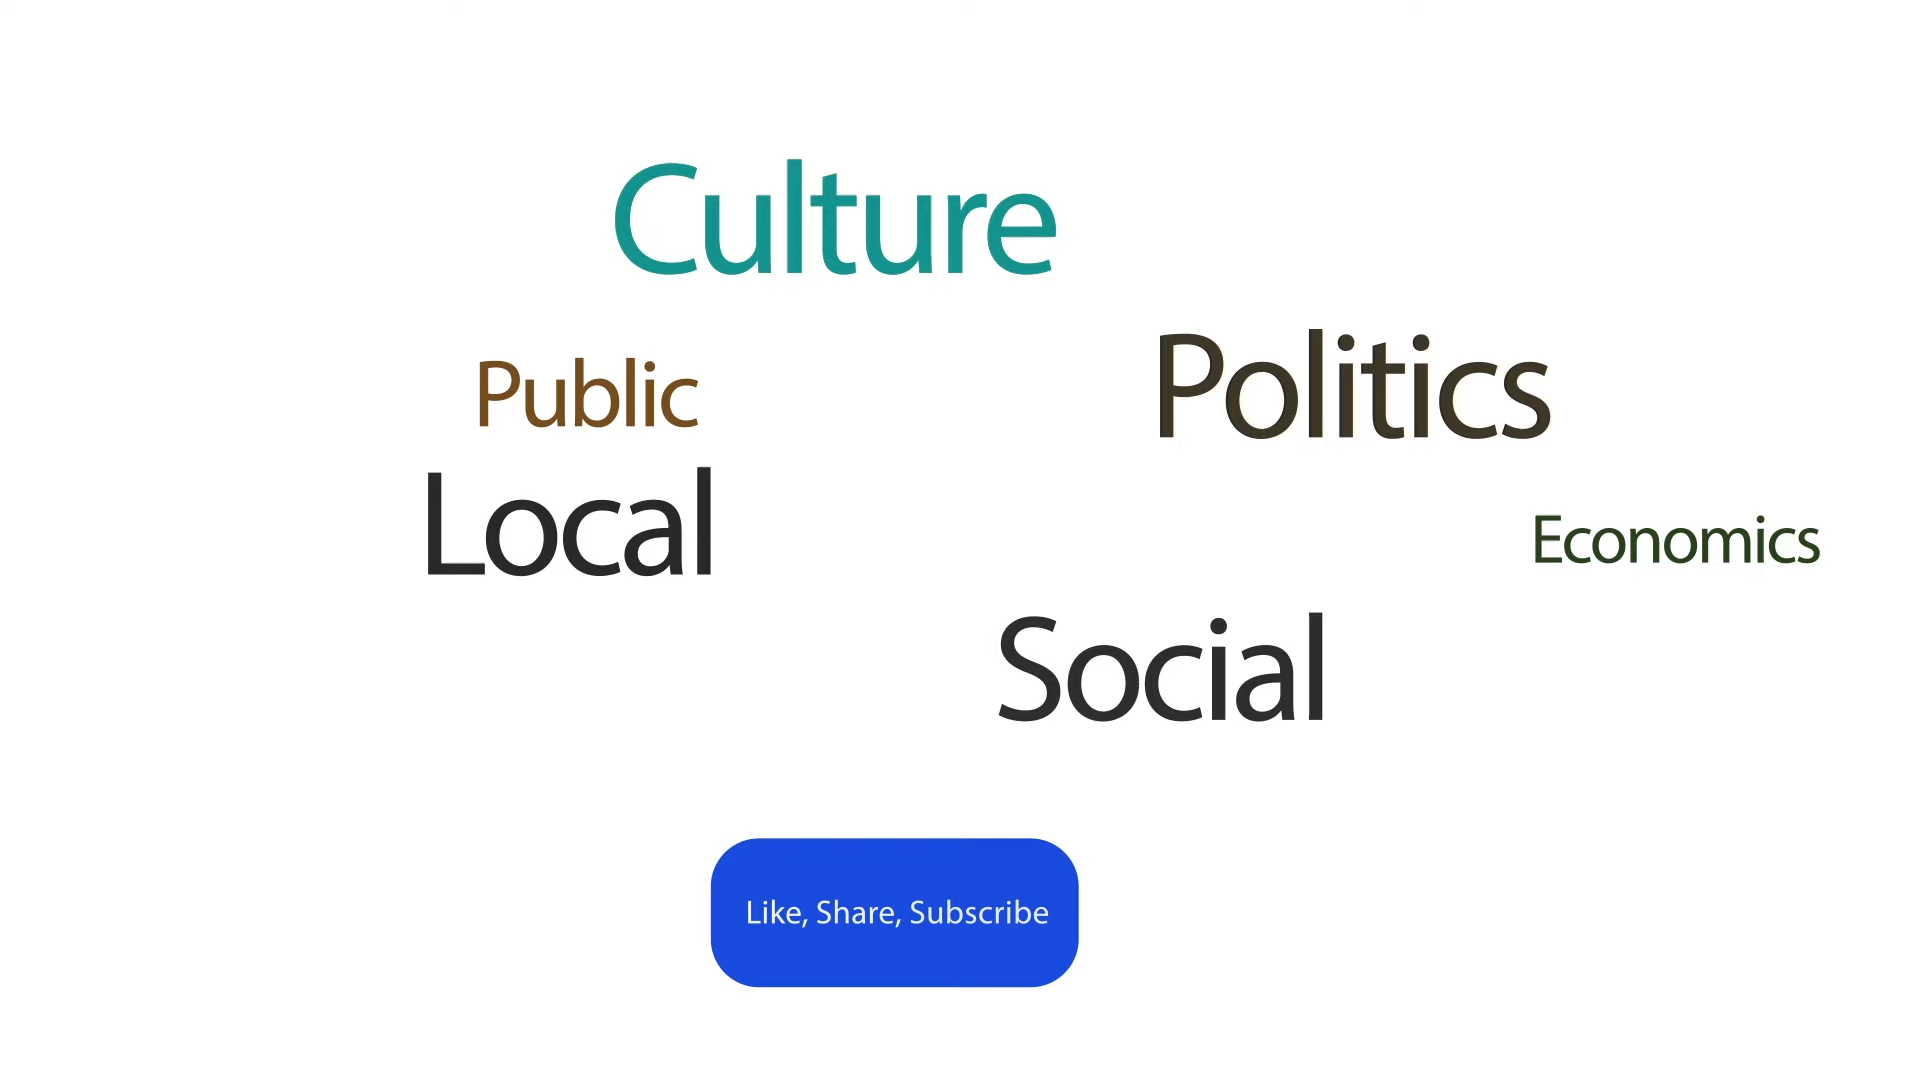 Culture
Politics
Public
Local
Economics
Social
Like, Share, Subscribe